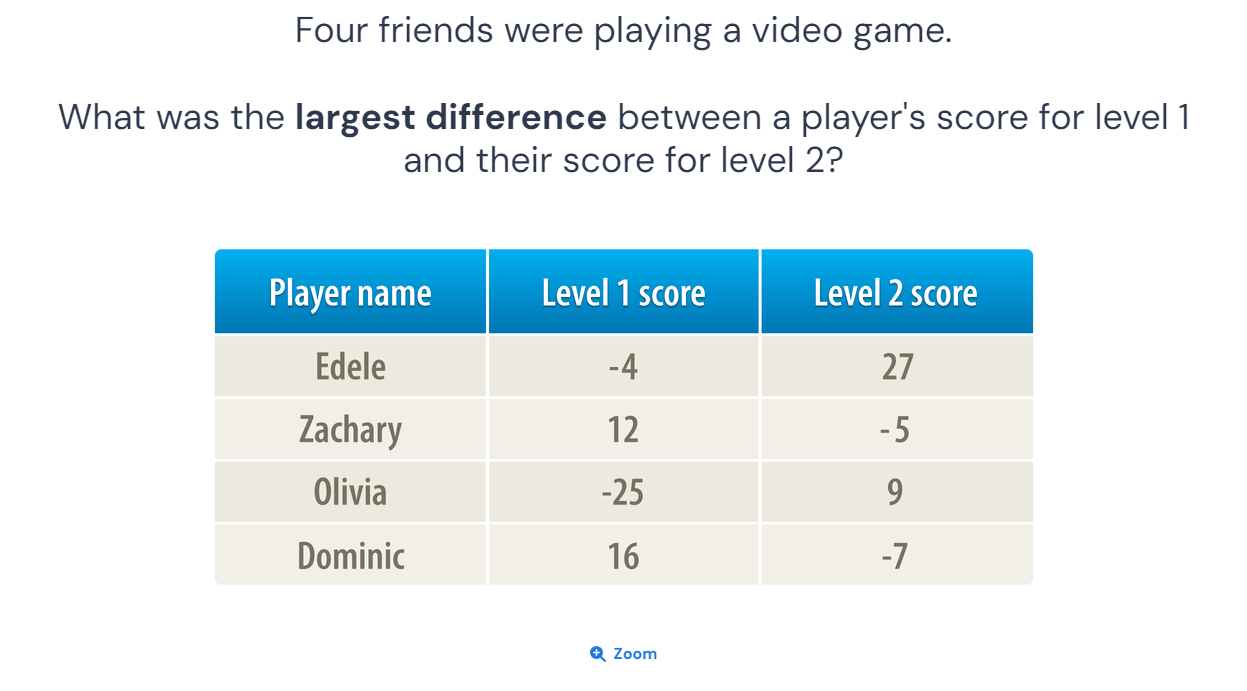 Four friends were playing a video game.
What was the largest difference between a player's score for level 1
and their score for level 2?
Player name Level 1 score Level 2 score
Edele -4 27
Zachary 12 -5
Olivia -25 9
Dominic 16 -7
Zoom